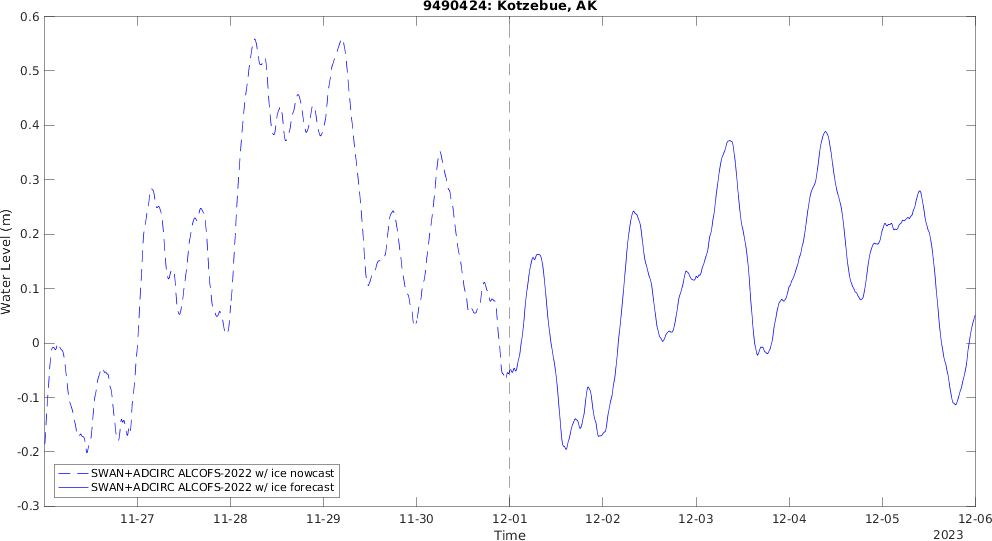 9490424: Kotzebue, AK
0.6
0.5
0.4
0.3
0.2
0.1
0
-0.1
-0.2
-0.3
Water Level (m)
SWAN+ADCIRC ALCOFS-2022 w/ ice nowcast
SWAN+ADCIRC ALCOFS-2022 w/ ice forecast
11-27 11-28 11-29 11-30 12-01 12-02 12-03 12-04 12-05 12-06
Time
2023